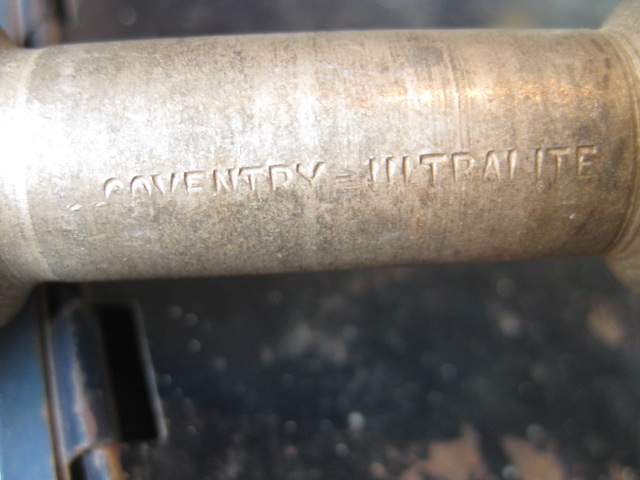 COVENTRY = ULTRALITE